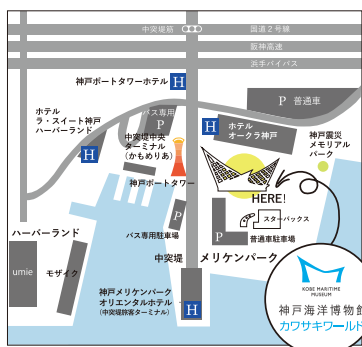 中突堤筋
国道2号線
阪神高速
浜手バイパス
神戸ポートタワーホテル
H
P 普通車
ホテル
ラ・スイート神戸
ハーバーランド
バス専用
P
H
ホテル
オークラ神戸
中突堤中央
ターミナル
(かもめりあ)
神戸震災
メモリアル
パーク
H
神戸ポートタワー
HERE!
P
スターバックス
ハーバーランド
バス専用駐車場
P
普通車駐車場
中突堤
メリケンパーク
umie
モザイク
神戸メリケンパーク
オリエンタルホテル
(中突堤旅客ターミナル)
H
KOBE MARITIME
MUSEUM
神戸海洋博物館
カワサキワールド